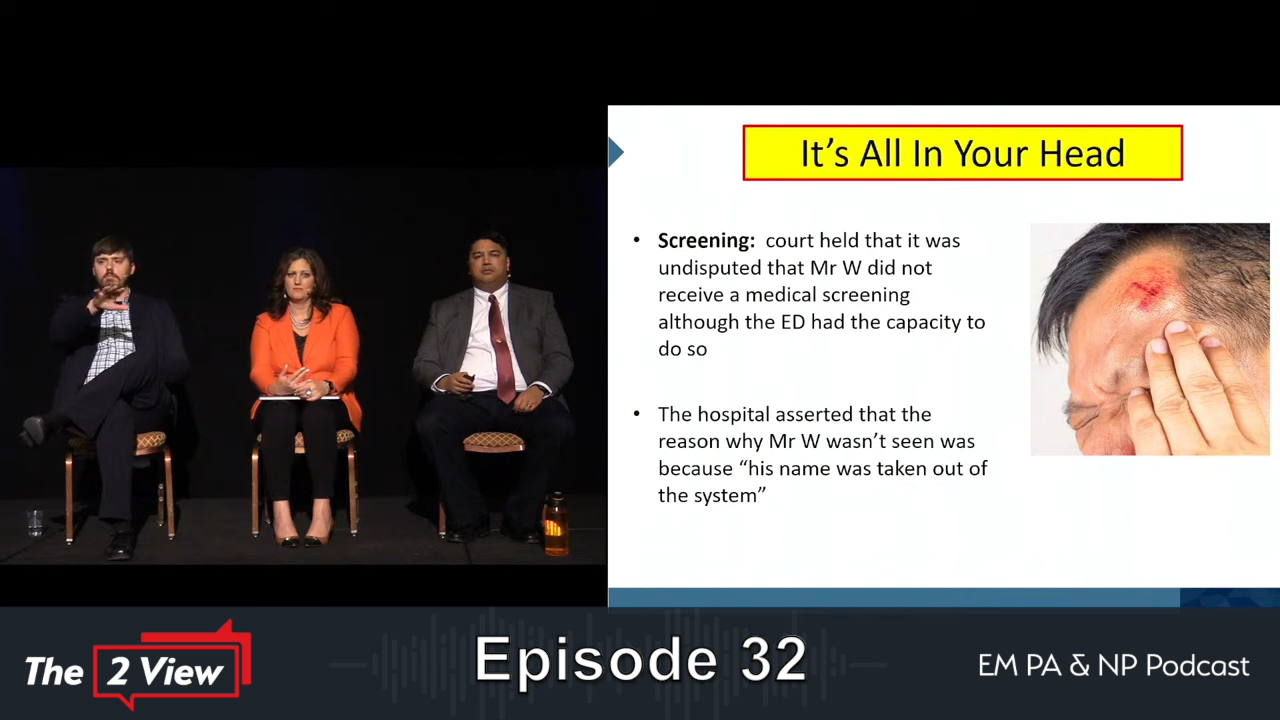 It's All In Your Head
• Screening: court held that it was
undisputed that Mr W did not
receive a medical screening
although the ED had the capacity to
do so
• The hospital asserted that the
reason why Mr W wasn't seen was
because “his name was taken out of
the system”
The 2 View
Episode 32
EM PA & NP Podcast